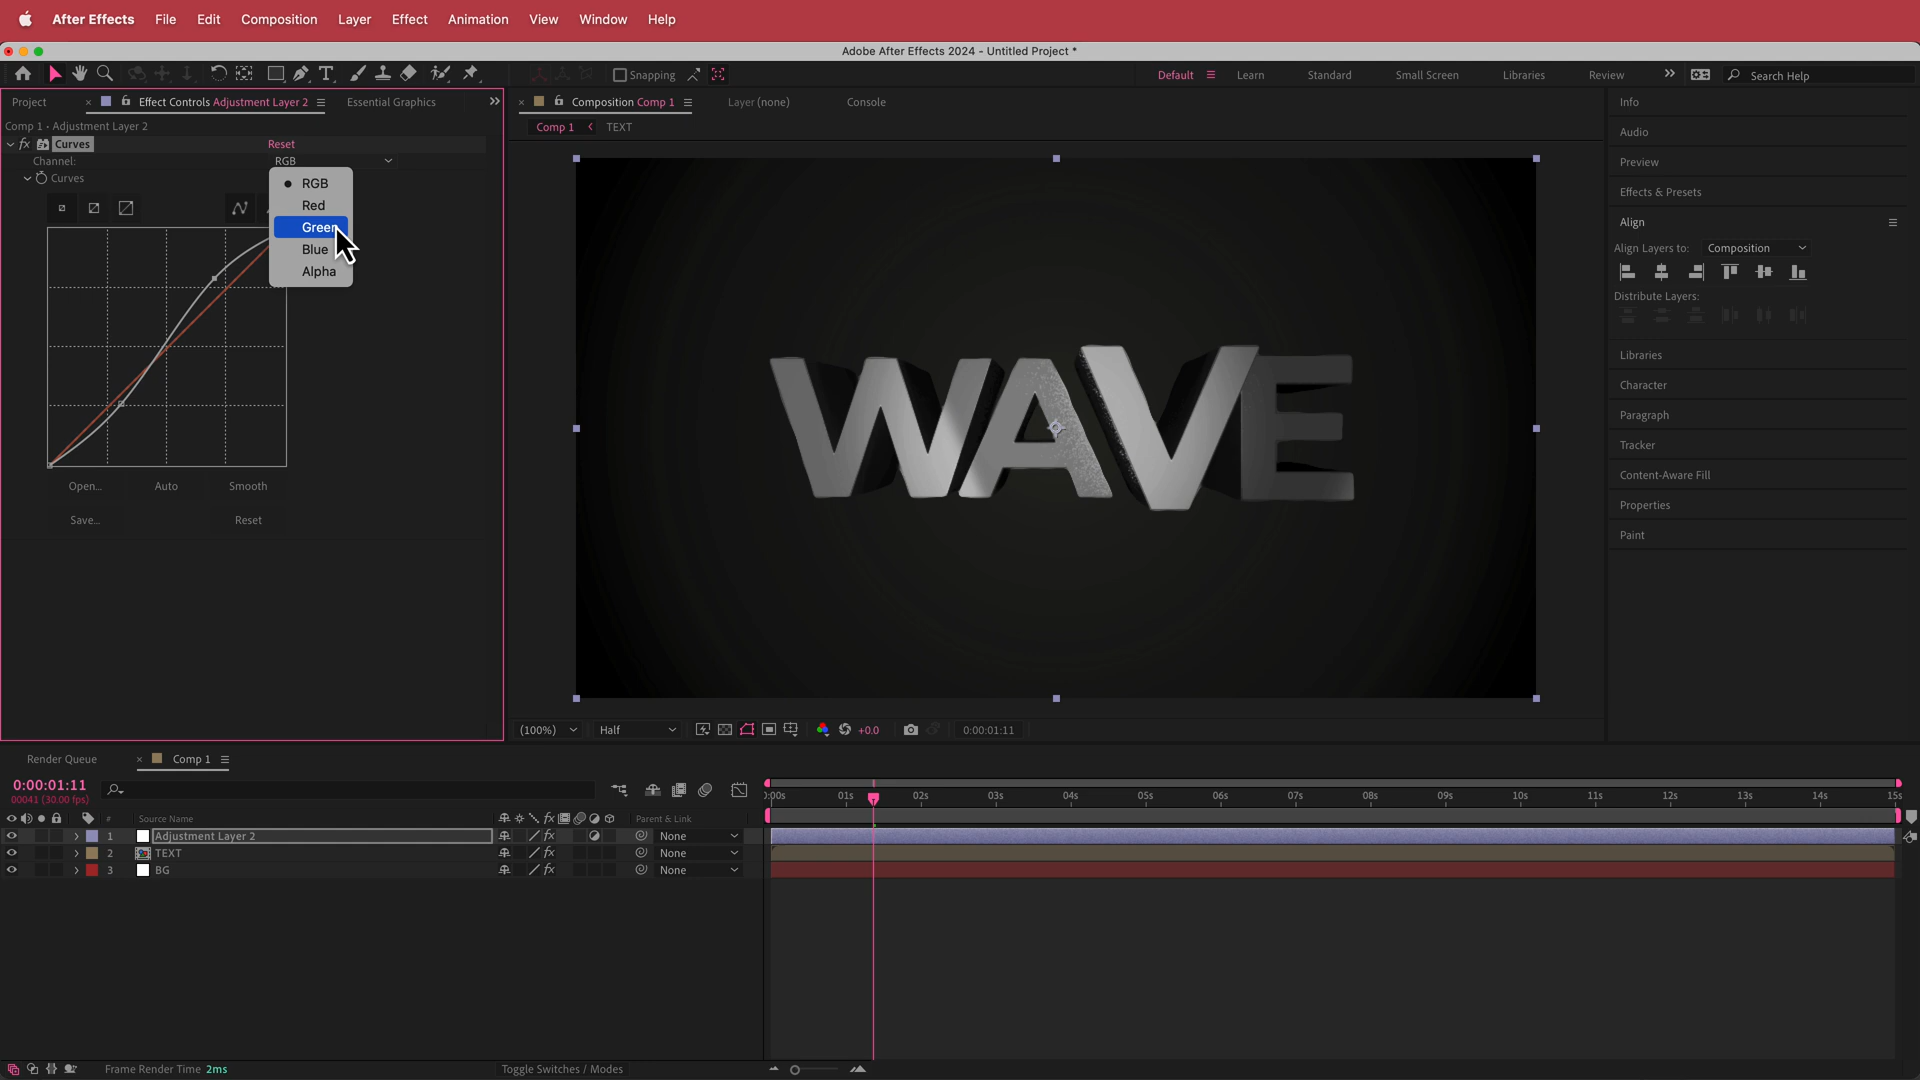 After Effects File Edit Composition Layer Effect Animation View Window Help
Adobe After Effects 2024 - Untitled Project *
Snapping
Default Learn Standard Small Screen Libraries Review Search Help
Project Effect Controls Adjustment Layer 2 Essential Graphics
Composition Comp 1 Layer (none) Console
Comp 1 • Adjustment Layer 2
Comp 1 TEXT
fx Curves Reset
Channel: RGB
Curves
RGB
Red
Green
Blue
Alpha
Open... Auto Smooth
Save... Reset
WAVE
(100%) Half +0.0 0:00:01:11
Info
Audio
Preview
Effects & Presets
Align
Align Layers to: Composition
Distribute Layers:
Libraries
Character
Paragraph
Tracker
Content-Aware Fill
Properties
Paint
Render Queue Comp 1
0:00:01:11
00041 (30.00 fps)
:00s 01s 02s 03s 04s 05s 06s 07s 08s 09s 10s 11s 12s 13s 14s 15s
# Source Name fx Parent & Link
1 Adjustment Layer 2 fx None
2 TEXT fx None
3 BG fx None
Frame Render Time 2ms Toggle Switches / Modes